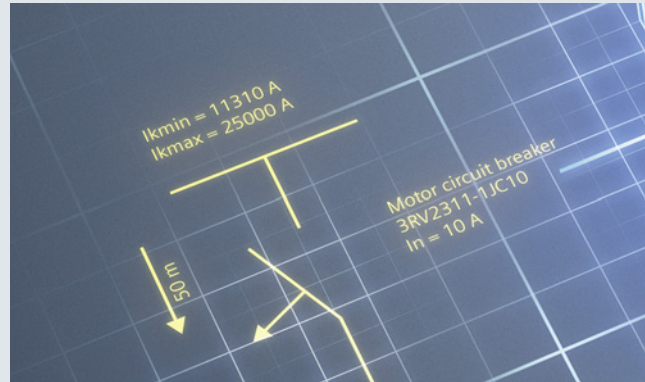 Ikmin = 11310 A
Ikmax = 25000 A
Motor circuit breaker
3RV2311-1JC10
In = 10 A
50 m